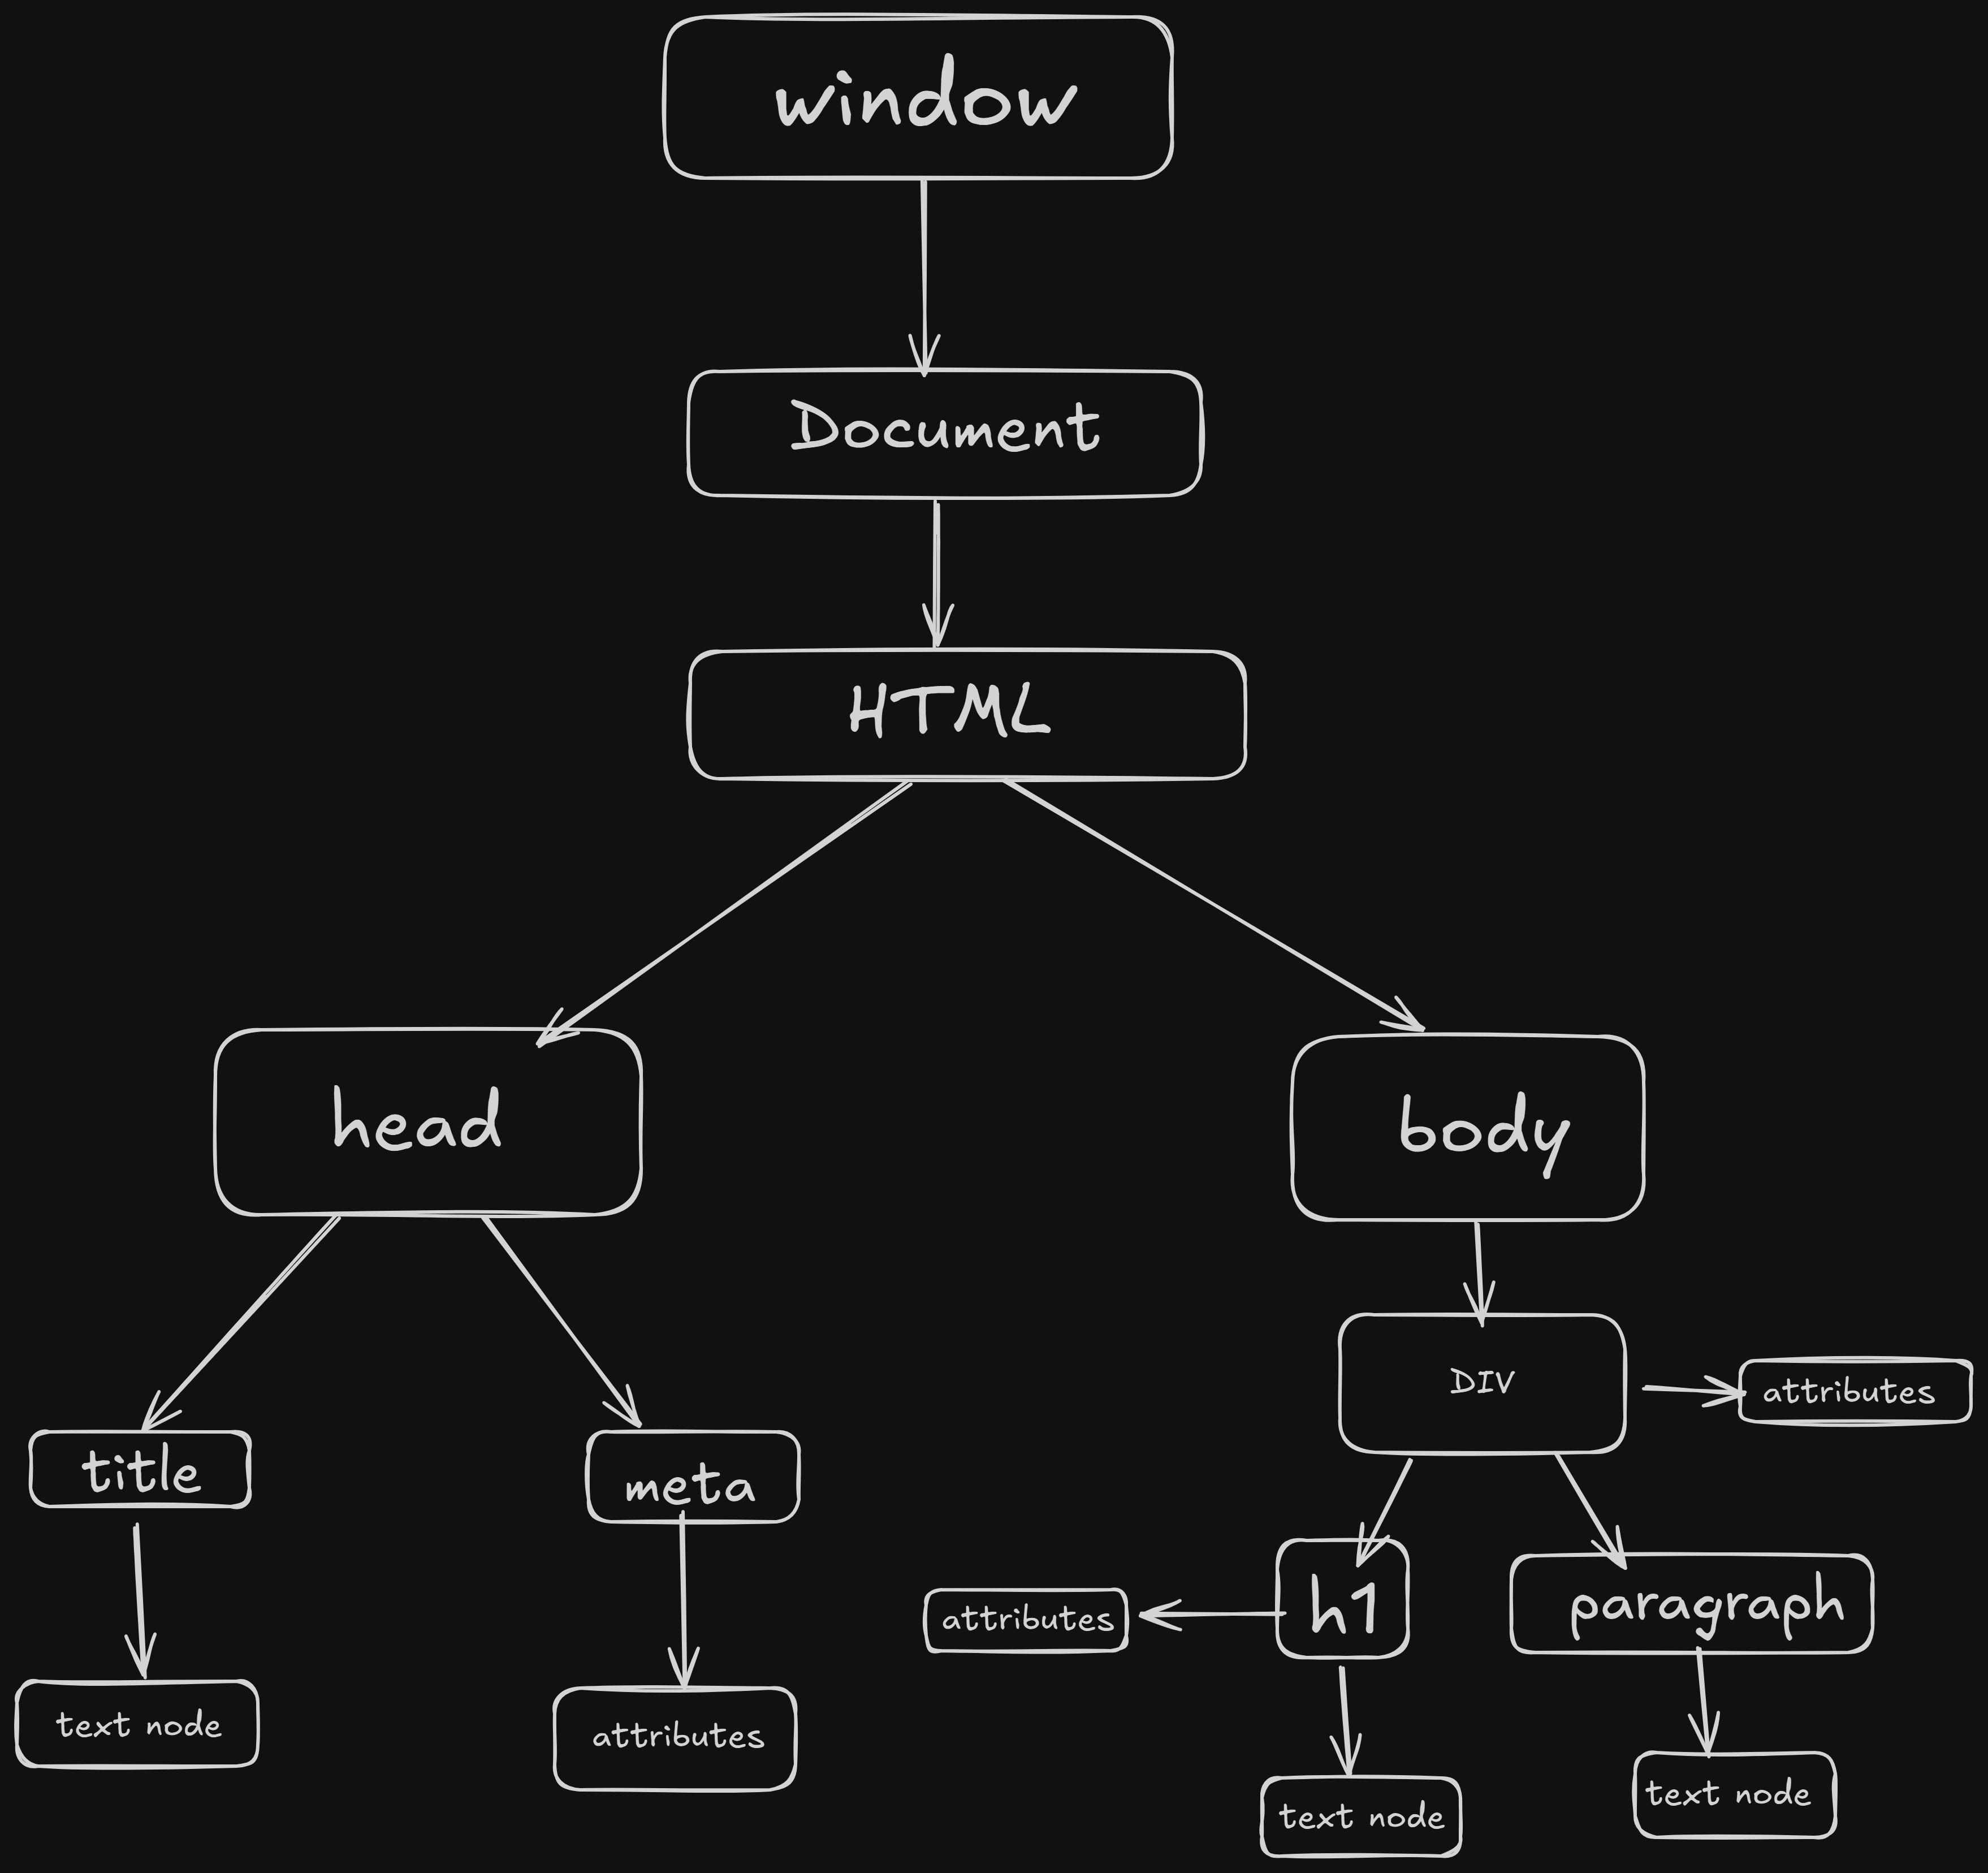 window
Document
HTML
head
body
DIV
attributes
title
meta
h1
paragraph
attributes
text node
attributes
text node
text node